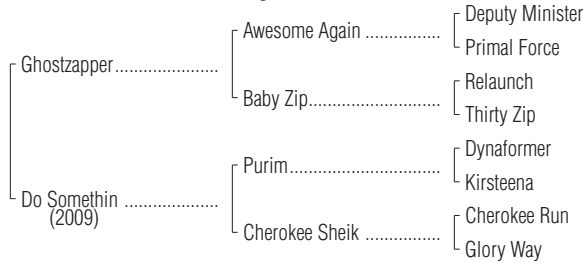 Deputy Minister
Awesome Again ................
Primal Force
Ghostzapper......................
Relaunch
Baby Zip............................
Thirty Zip
Dynaformer
Purim.................................
Kirsteena
Do Somethin ....................
(2009)
Cherokee Run
Cherokee Sheik ................
Glory Way